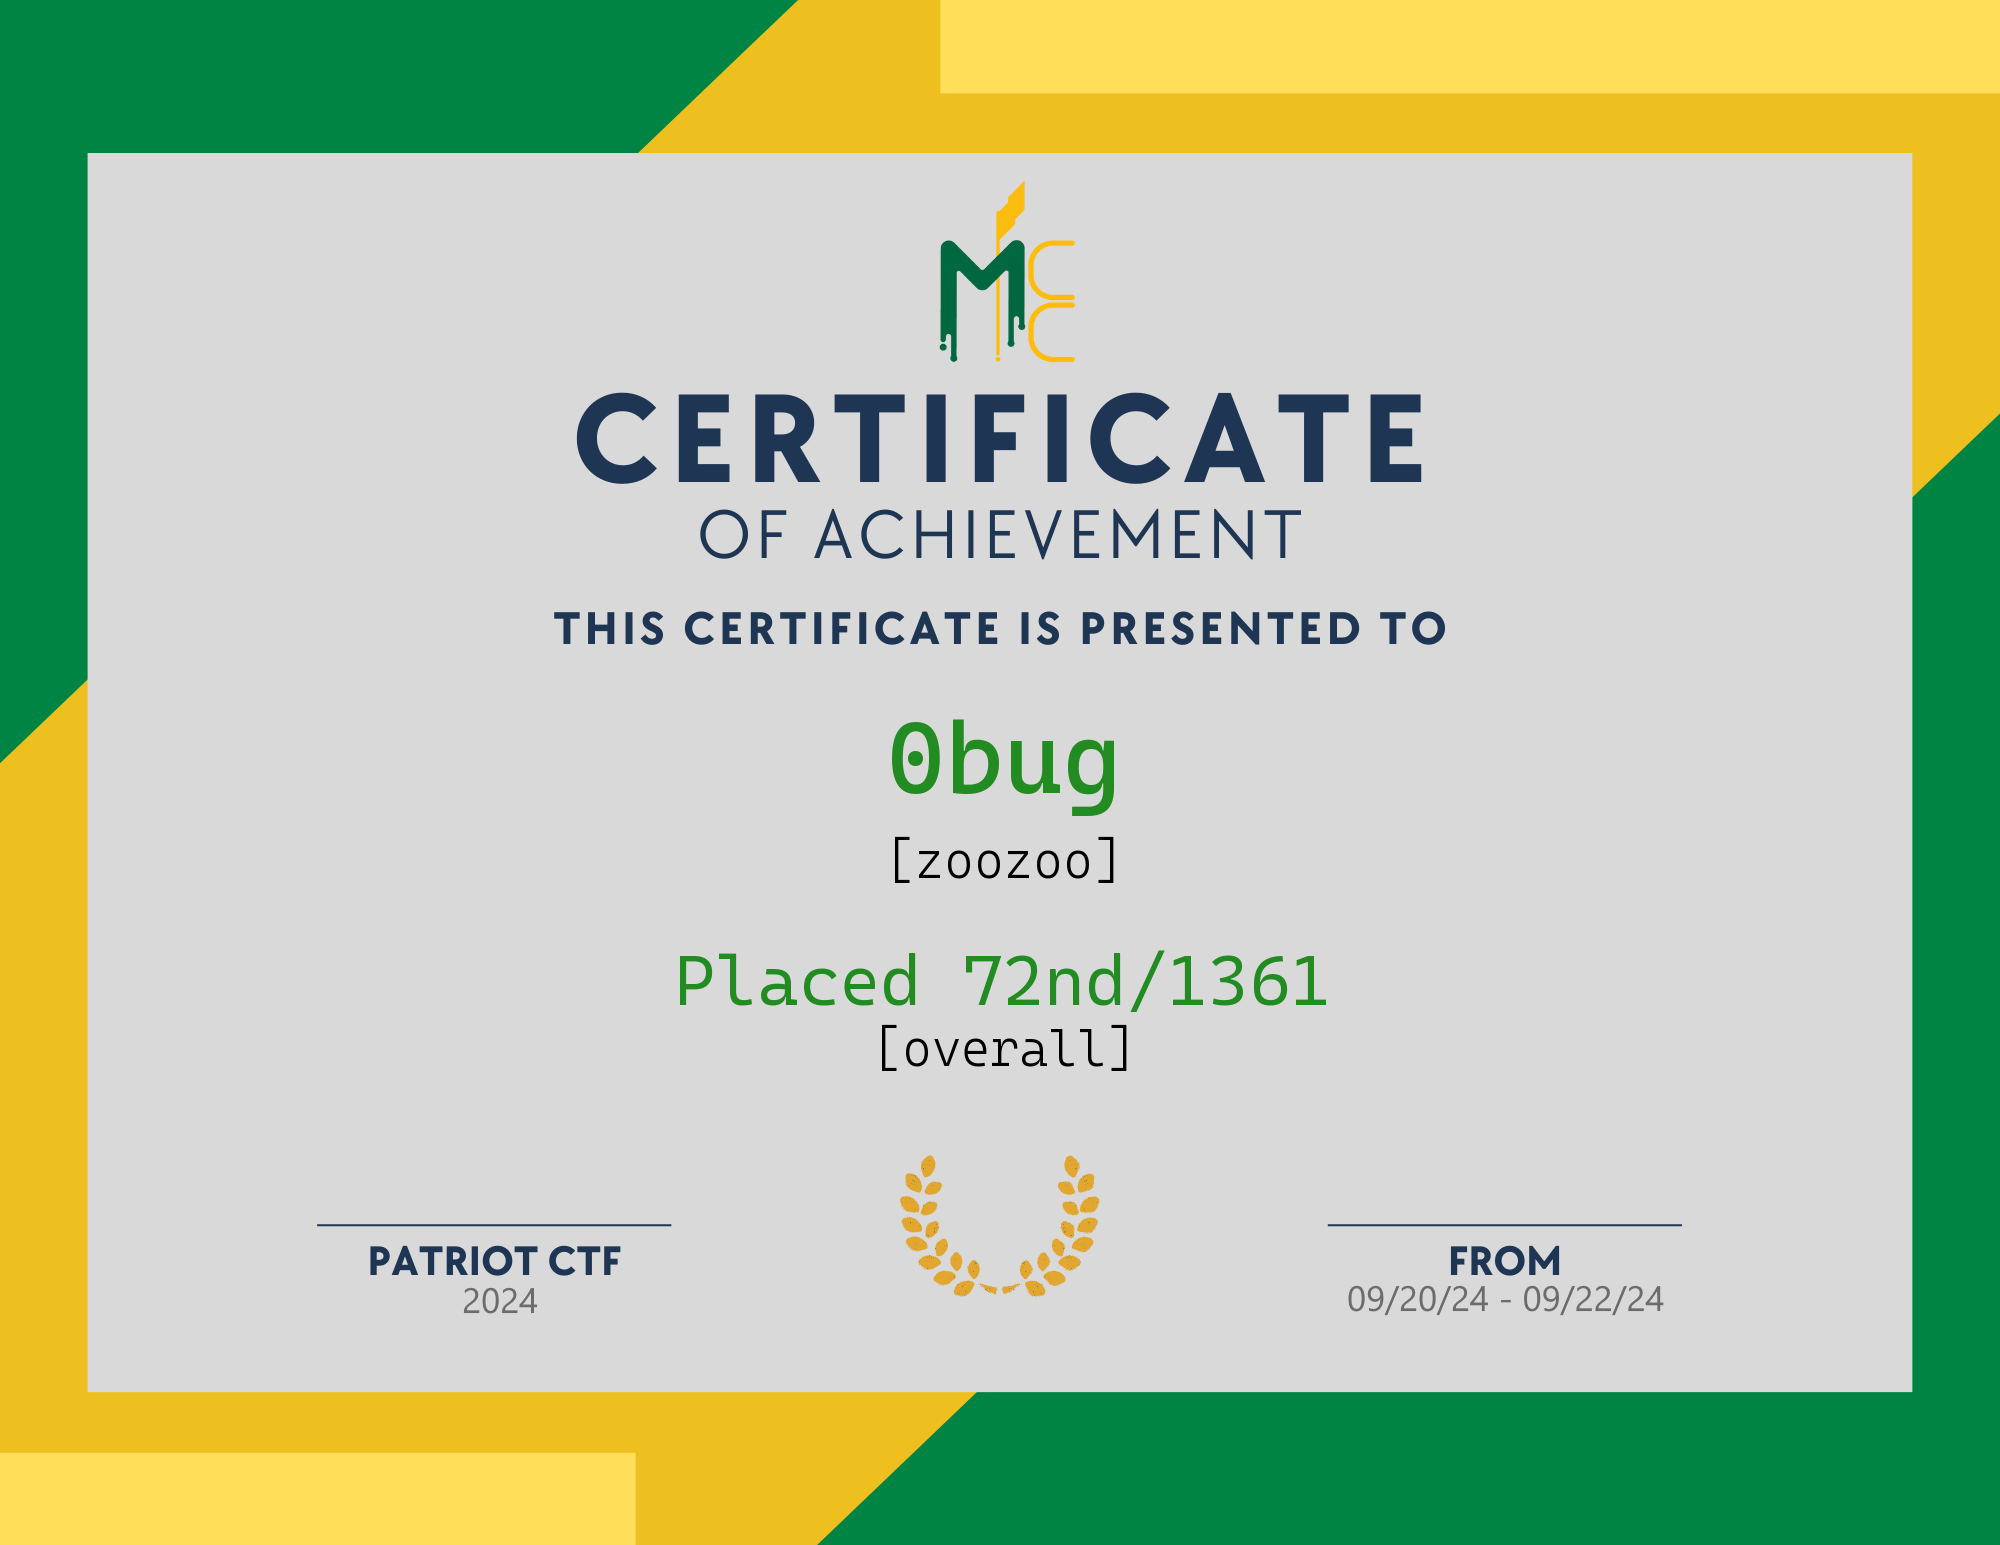 MCC
CERTIFICATE
OF ACHIEVEMENT
THIS CERTIFICATE IS PRESENTED TO
0bug
[zoozoo]
Placed 72nd/1361
[overall]
PATRIOT CTF
2024
FROM
09/20/24 - 09/22/24